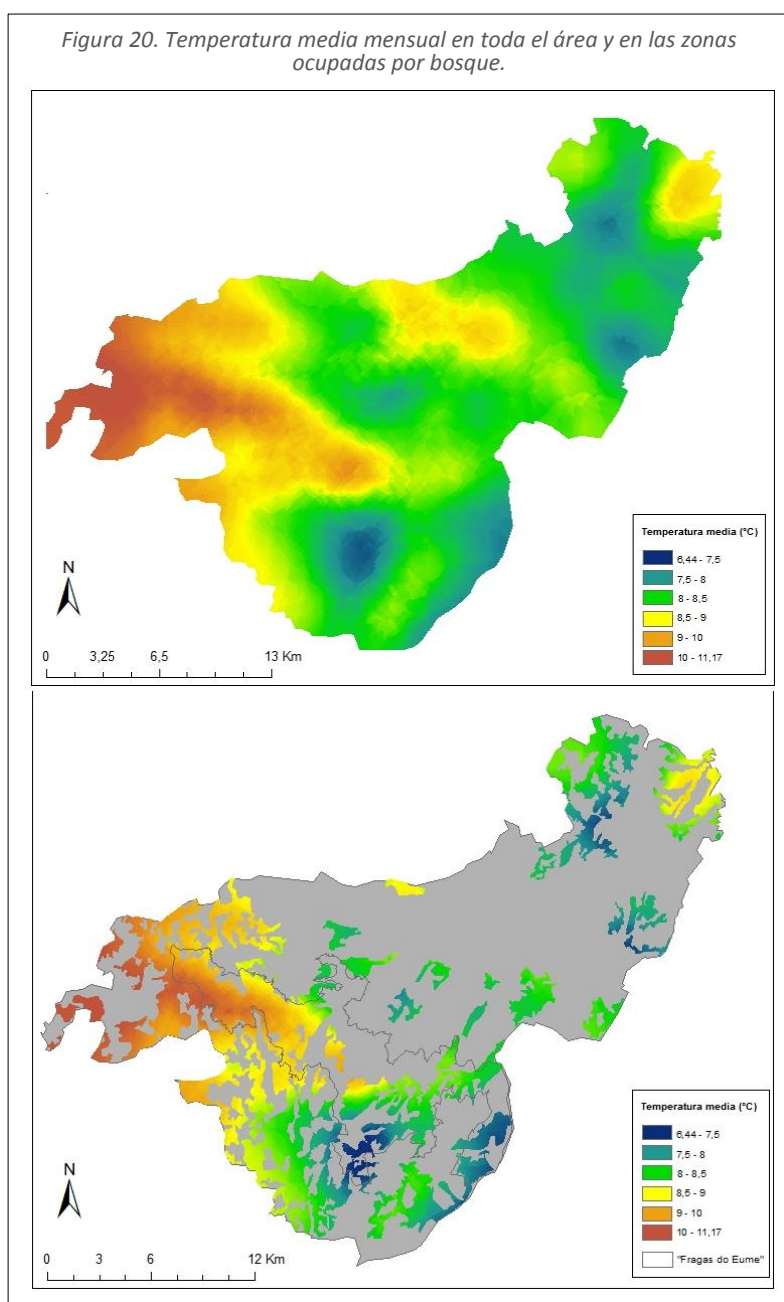 Figura 20. Temperatura media mensual en toda el área y en las zonas
ocupadas por bosque.
Temperatura media (°C)
6,44 - 7,5
7,5 - 8
8 - 8,5
8,5 - 9
9 - 10
10 - 11,17
N
0 3,25 6,5 13 Km
Temperatura media (°C)
6,44 - 7,5
7,5 - 8
8 - 8,5
8,5 - 9
9 - 10
10 - 11,17
"Fragas do Eume"
N
0 3 6 12 Km